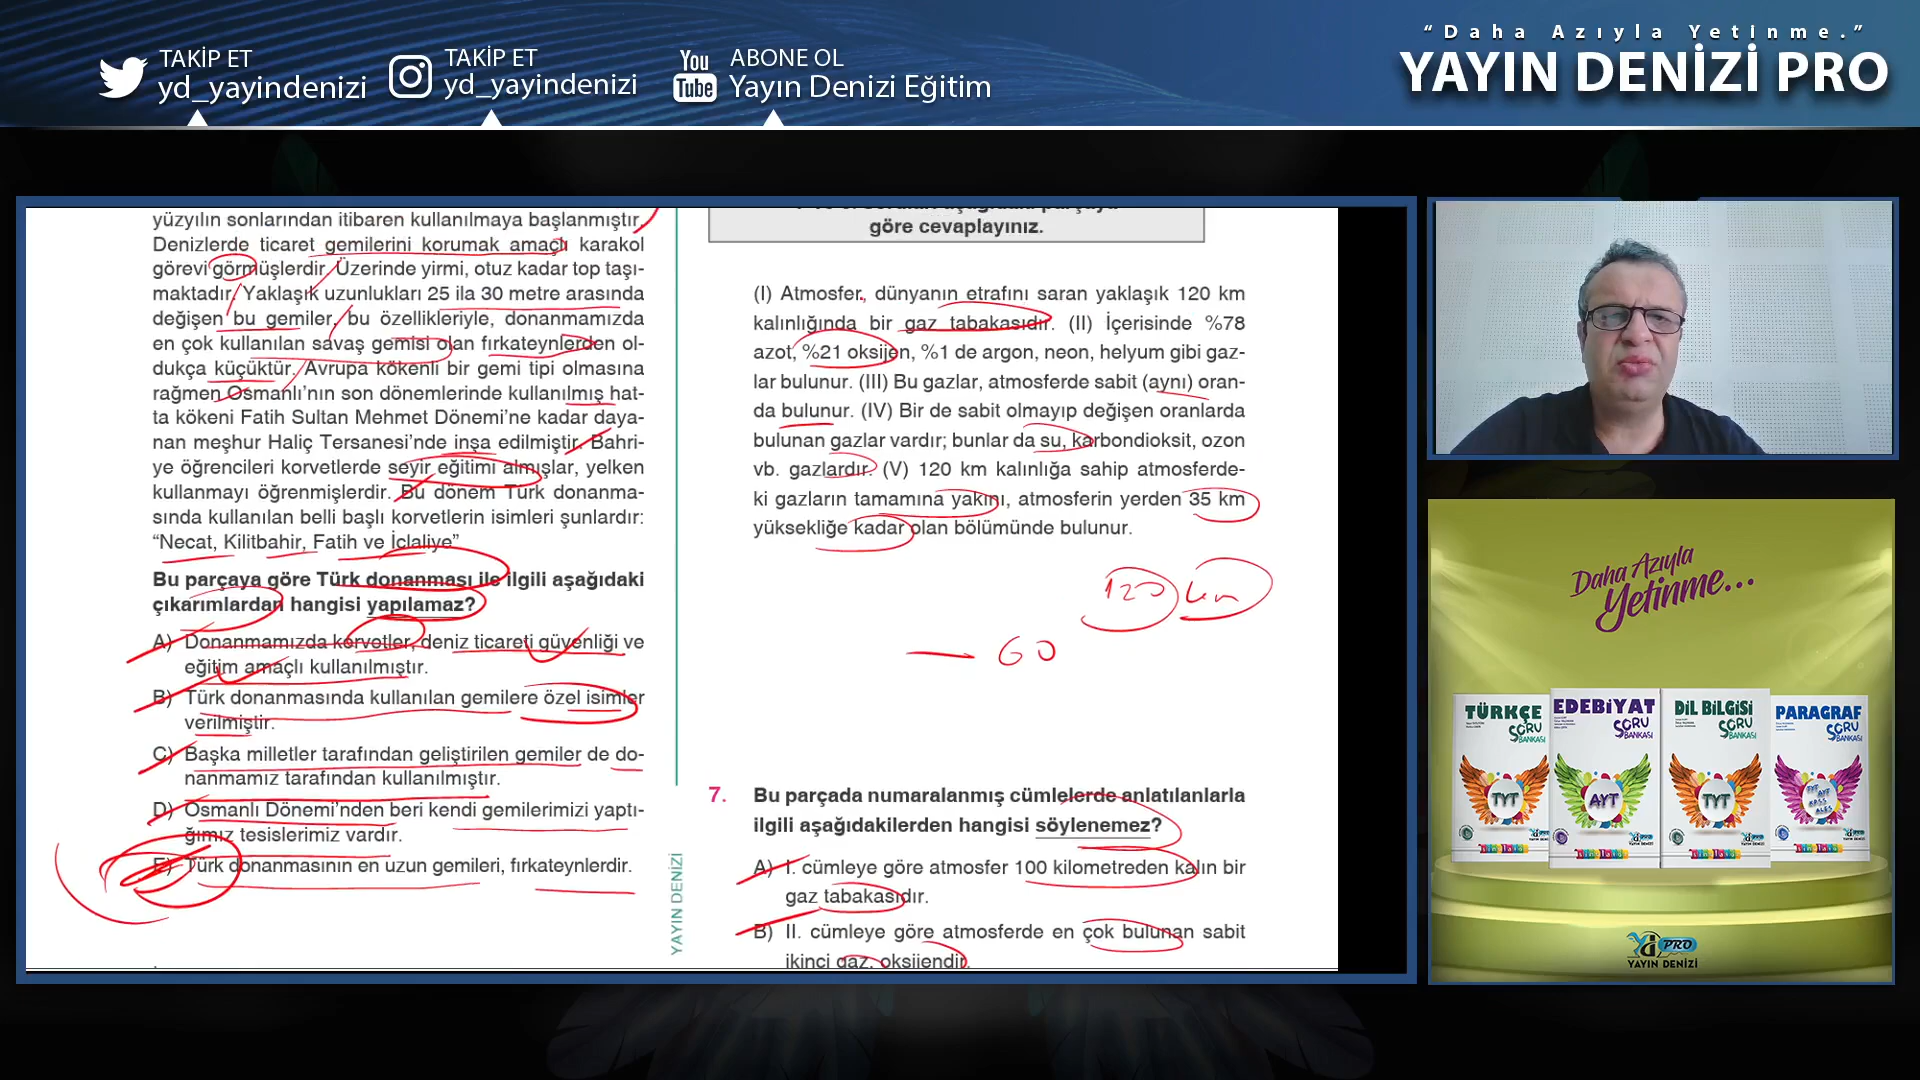 “Daha Azıyla Yetinme.”
YAYIN DENİZİ PRO
TAKİP ET
yd_yayindenizi
TAKİP ET
yd_yayindenizi
You
Tube
ABONE OL
Yayın Denizi Eğitim
yüzyılın sonlarından itibaren kullanılmaya başlanmıştır.
Denizlerde ticaret gemilerini korumak amaçlı karakol
görevi görmüşlerdir. Üzerinde yirmi, otuz kadar top taşı-
maktadır. Yaklaşık uzunlukları 25 ila 30 metre arasında
değişen bu gemiler, bu özellikleriyle, donanmamızda
en çok kullanılan savaş gemisi olan fırkateynlerden ol-
dukça küçüktür. Avrupa kökenli bir gemi tipi olmasına
rağmen Osmanlı’nın son dönemlerinde kullanılmış hat-
ta kökeni Fatih Sultan Mehmet Dönemi’ne kadar daya-
nan meşhur Haliç Tersanesi’nde inşa edilmiştir. Bahri-
ye öğrencileri korvetlerde seyir eğitimi almışlar, yelken
kullanmayı öğrenmişlerdir. Bu dönem Türk donanma-
sında kullanılan belli başlı korvetlerin isimleri şunlardır:
“Necat, Kilitbahir, Fatih ve İclaliye”
Bu parçaya göre Türk donanması ile ilgili aşağıdaki
çıkarımlardan hangisi yapılamaz?
A) Donanmamızda korvetler, deniz ticareti güvenliği ve
eğitim amaçlı kullanılmıştır.
B) Türk donanmasında kullanılan gemilere özel isimler
verilmiştir.
C) Başka milletler tarafından geliştirilen gemiler de do-
nanmamız tarafından kullanılmıştır.
D) Osmanlı Dönemi’nden beri kendi gemilerimizi yaptı-
ğımız tesislerimiz vardır.
E) Türk donanmasının en uzun gemileri, fırkateynlerdir.
YAYIN DENİZİ
göre cevaplayınız.
(I) Atmosfer, dünyanın etrafını saran yaklaşık 120 km
kalınlığında bir gaz tabakasıdır. (II) İçerisinde %78
azot, %21 oksijen, %1 de argon, neon, helyum gibi gaz-
lar bulunur. (III) Bu gazlar, atmosferde sabit (aynı) oran-
da bulunur. (IV) Bir de sabit olmayıp değişen oranlarda
bulunan gazlar vardır; bunlar da su, karbondioksit, ozon
vb. gazlardır. (V) 120 km kalınlığa sahip atmosferde-
ki gazların tamamına yakını, atmosferin yerden 35 km
yüksekliğe kadar olan bölümünde bulunur.
120 km
60
7. Bu parçada numaralanmış cümlelerde anlatılanlarla
ilgili aşağıdakilerden hangisi söylenemez?
A) I. cümleye göre atmosfer 100 kilometreden kalın bir
gaz tabakasıdır.
B) II. cümleye göre atmosferde en çok bulunan sabit
ikinci gaz, oksijendir.
Daha Azıyla
Yetinme...
TÜRKÇE
SORU
BANKASI
TYT
EDEBİYAT
SORU
BANKASI
AYT
DİL BİLGİSİ
SORU
BANKASI
TYT
PARAGRAF
SORU
BANKASI
PRO
YAYIN DENİZİ